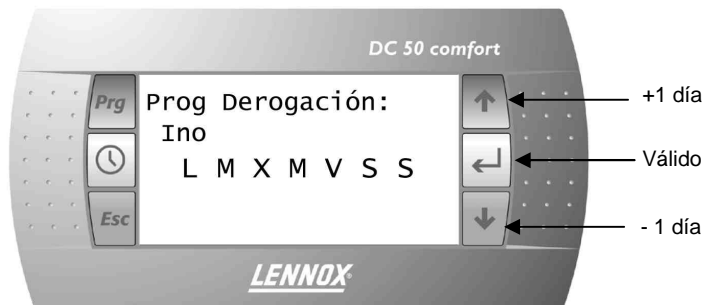 DC 50 comfort
Prg
Prog Derogación:
Ino
L M X M V S S
Esc
+1 día
Válido
- 1 día
LENNOX